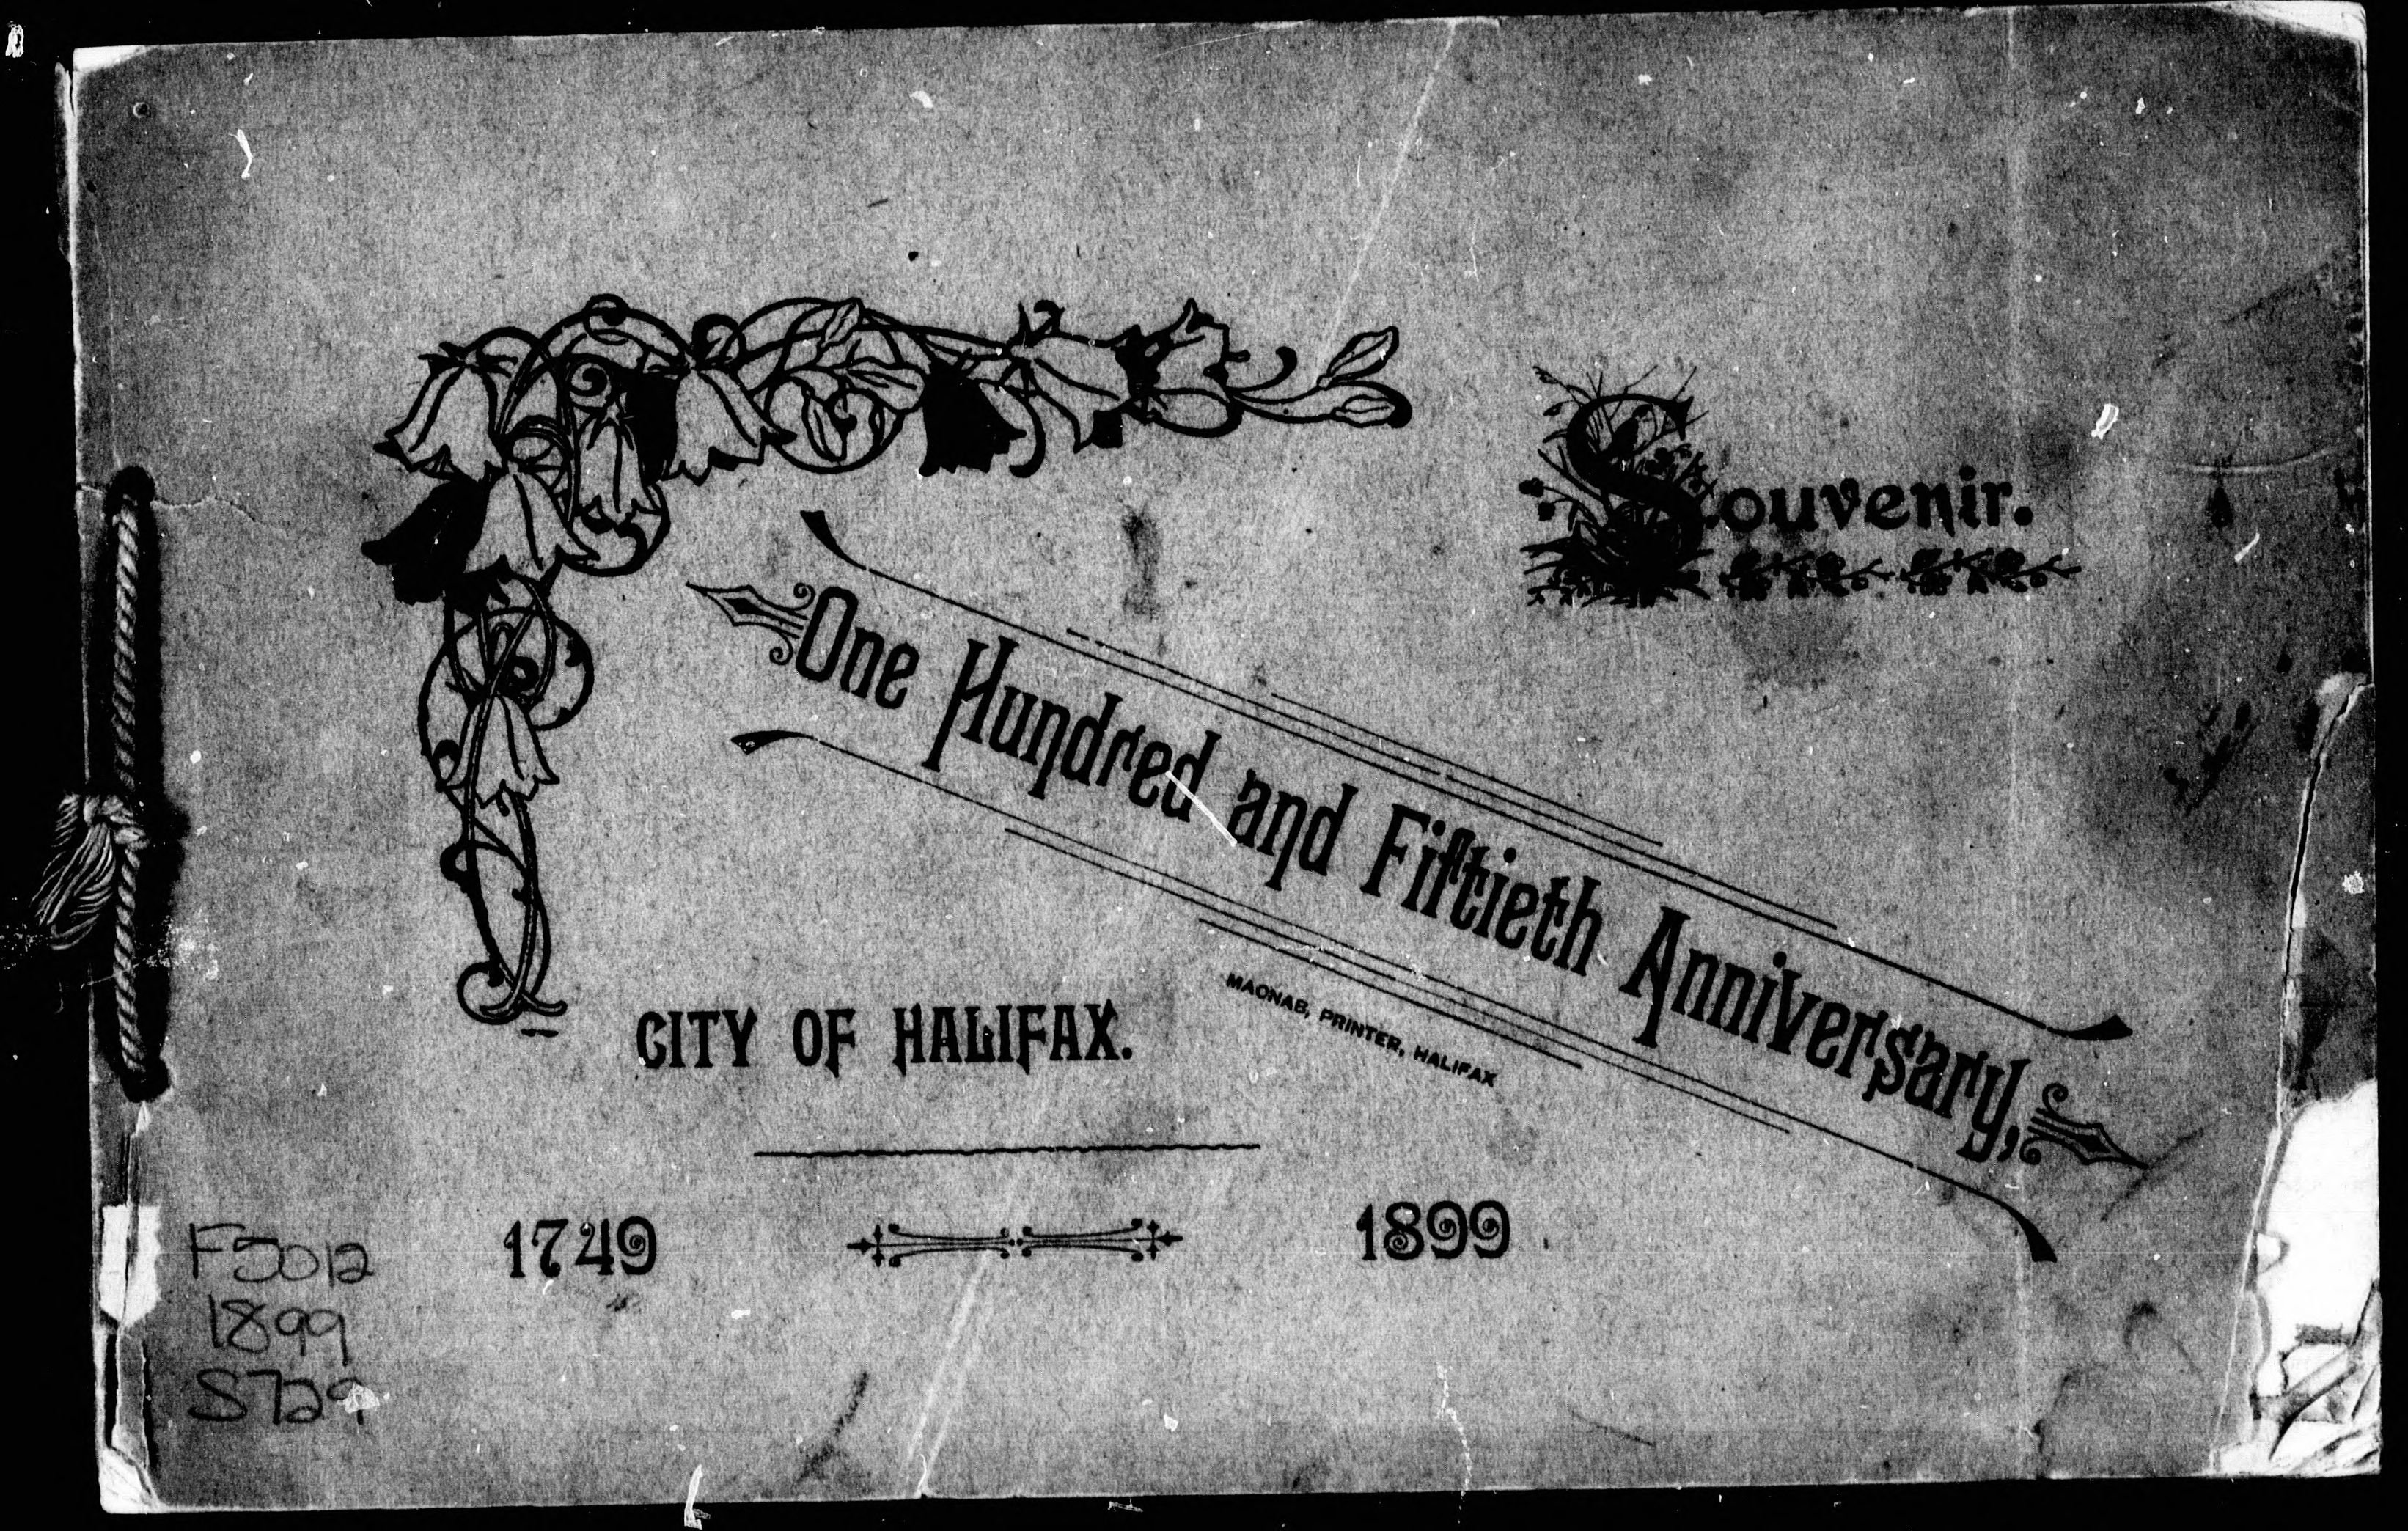 Souvenir.
One Hundred and Fiftieth Anniversary,
MACNAB, PRINTER, HALIFAX
CITY OF HALIFAX.
1749 1899
F5012
1899
S729